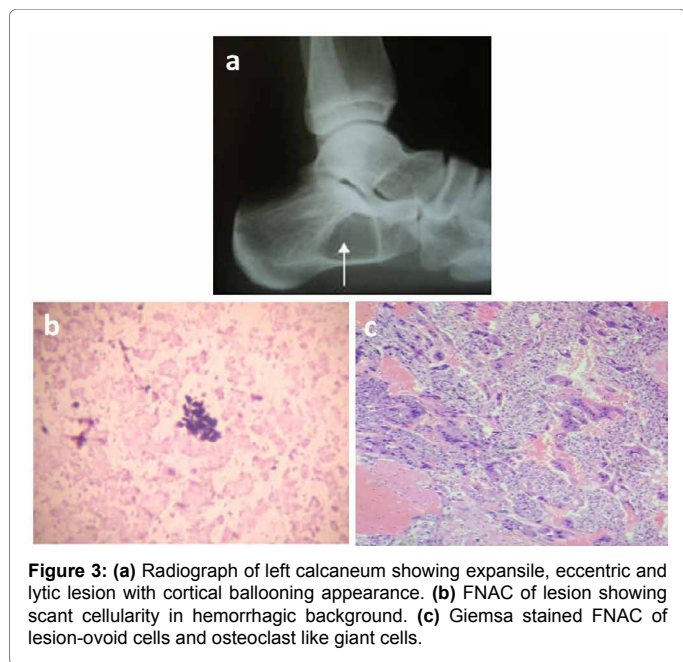 a
b
c
Figure 3: (a) Radiograph of left calcaneum showing expansile, eccentric and
lytic lesion with cortical ballooning appearance. (b) FNAC of lesion showing
scant cellularity in hemorrhagic background. (c) Giemsa stained FNAC of
lesion-ovoid cells and osteoclast like giant cells.